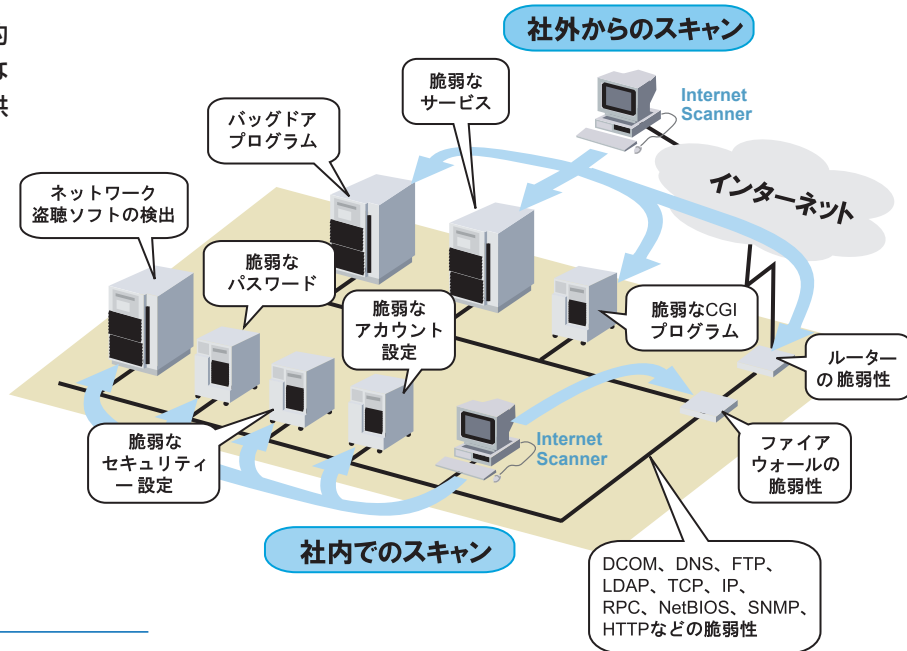 的
な
供
社外からのスキャン
脆弱な
サービス
Internet
Scanner
バッグドア
プログラム
インターネット
ネットワーク
盗聴ソフトの検出
脆弱な
パスワード
脆弱な
アカウント
設定
脆弱なCGI
プログラム
ルーター
の脆弱性
脆弱な
セキュリティ
ー設定
Internet
Scanner
ファイア
ウォールの
脆弱性
社内でのスキャン
DCOM、DNS、FTP、
LDAP、TCP、IP、
RPC、NetBIOS、SNMP、
HTTPなどの脆弱性